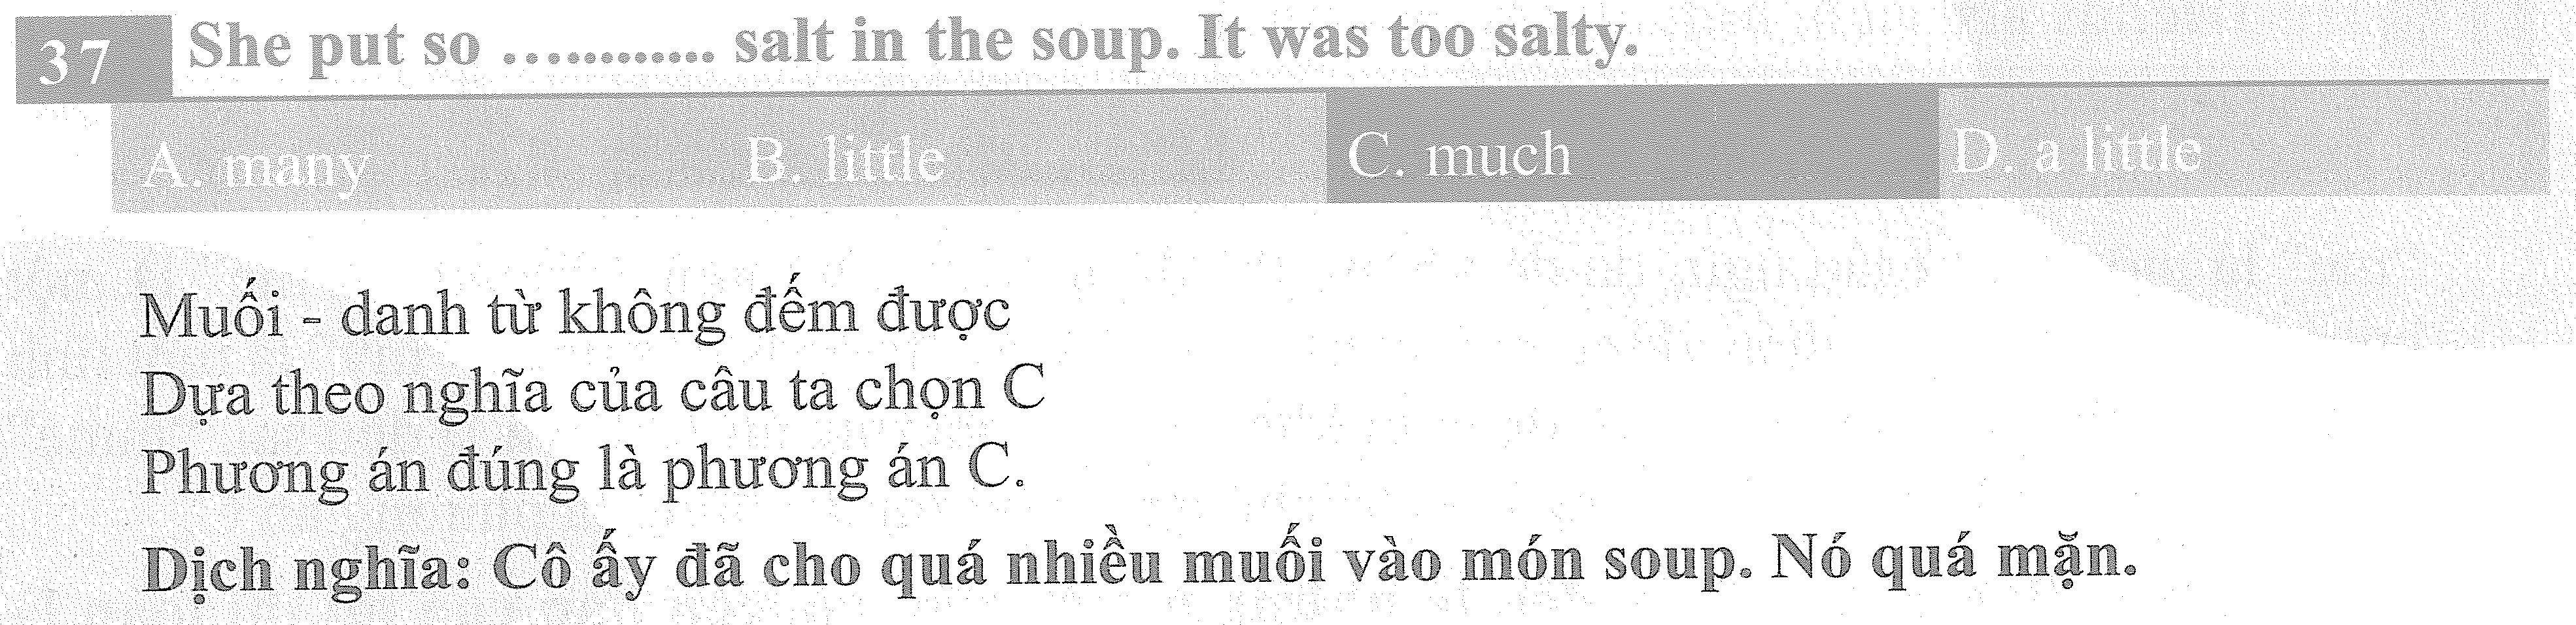 37 She put so ............. salt in the soup. It was too salty.
A. many B. little C. much D. a little
Muối - danh từ không đếm được
Dựa theo nghĩa của câu ta chọn C
Phương án đúng là phương án C.
Dịch nghĩa: Cô ấy đã cho quá nhiều muối vào món soup. Nó quá mặn.